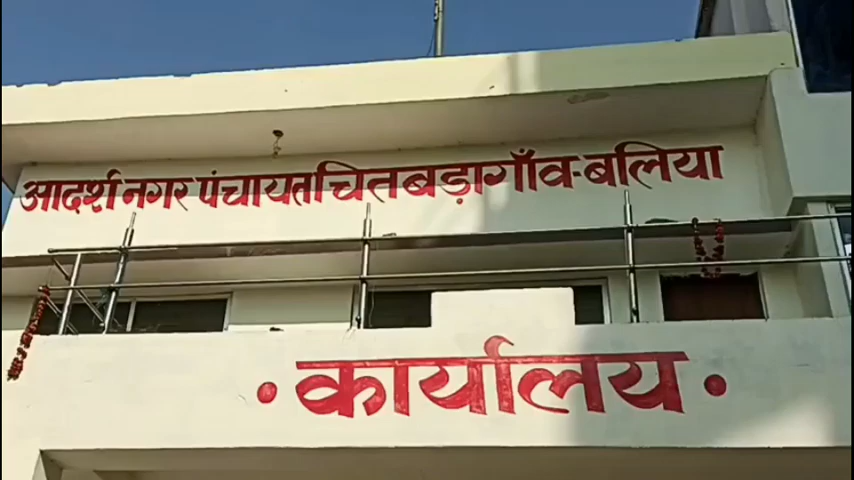 आदर्श नगर पंचायत चितबड़ागाँव-बलिया
• कार्यालय •